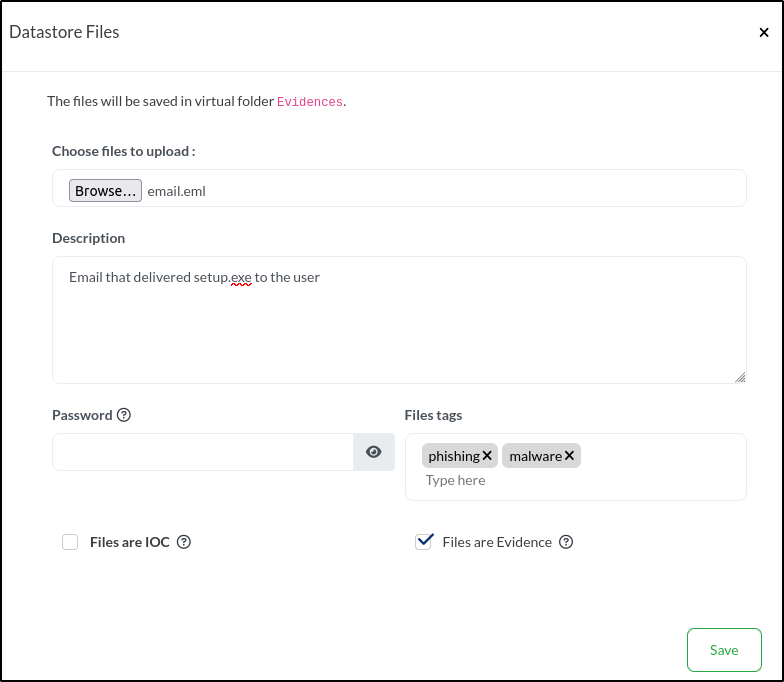 Datastore Files ×
The files will be saved in virtual folder Evidences.
Choose files to upload :
Browse... email.eml
Description
Email that delivered setup.exe to the user
Password ?
Files tags
phishing× malware×
Type here
Files are IOC ?
Files are Evidence ?
Save